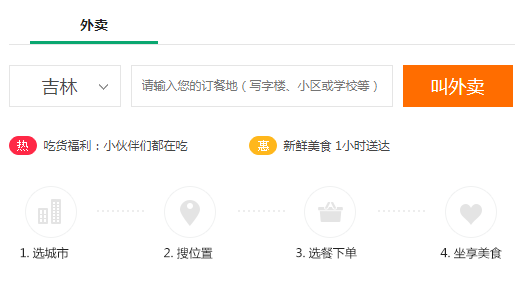 外卖
吉林
请输入您的订餐地（写字楼、小区或学校等）
叫外卖
热 吃货福利：小伙伴们都在吃
惠 新鲜美食 1小时送达
1. 选城市
2. 搜位置
3. 选餐下单
4. 坐享美食